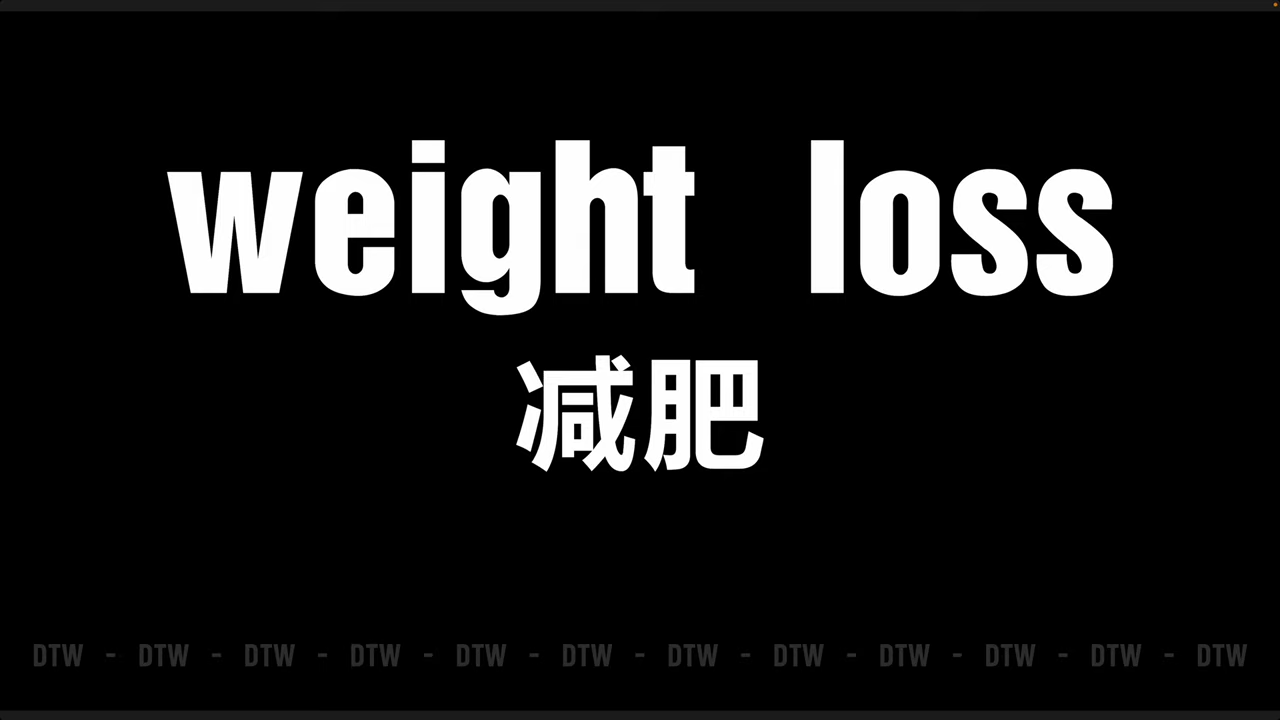 weight loss
减肥
DTW - DTW - DTW - DTW - DTW - DTW - DTW - DTW - DTW - DTW - DTW - DTW